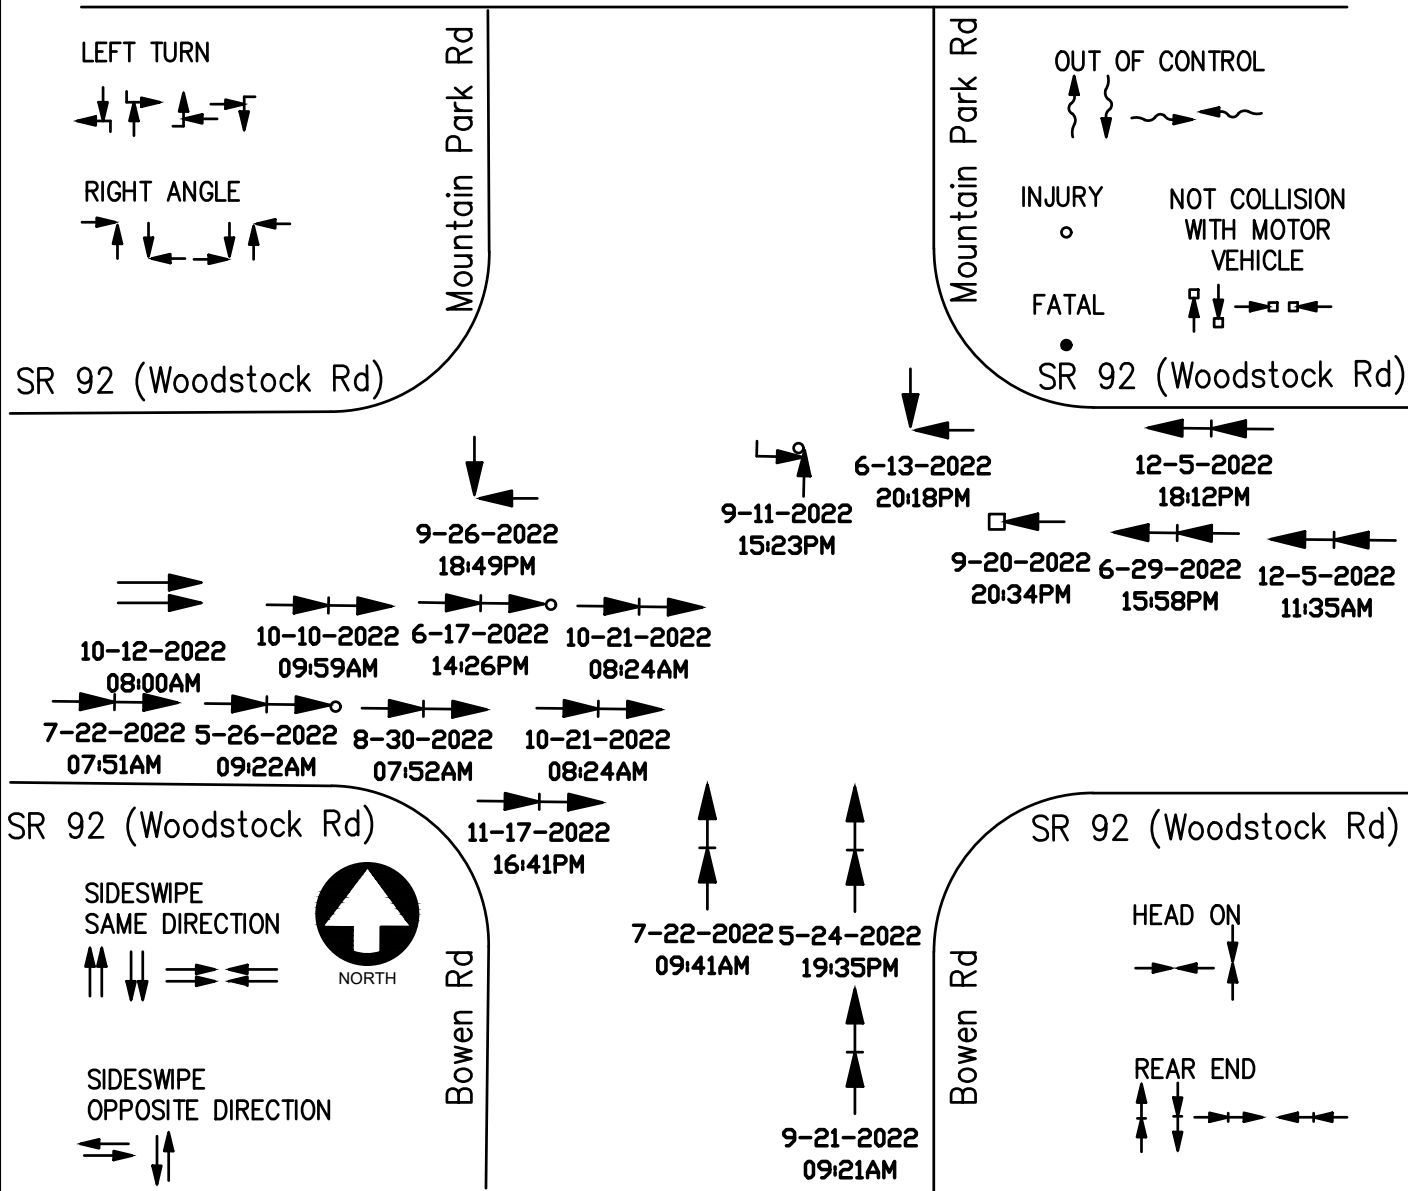 LEFT TURN
RIGHT ANGLE
Mountain Park Rd
SR 92 (Woodstock Rd)
Mountain Park Rd
OUT OF CONTROL
INJURY
FATAL
NOT COLLISION
WITH MOTOR
VEHICLE
SR 92 (Woodstock Rd)
9-26-2022
18:49PM
9-11-2022
15:23PM
6-13-2022
20:18PM
12-5-2022
18:12PM
9-20-2022
20:34PM
6-29-2022
15:58PM
12-5-2022
11:35AM
10-12-2022
08:00AM
10-10-2022
09:59AM
6-17-2022
14:26PM
10-21-2022
08:24AM
7-22-2022
07:51AM
5-26-2022
09:22AM
8-30-2022
07:52AM
10-21-2022
08:24AM
11-17-2022
16:41PM
7-22-2022
09:41AM
5-24-2022
19:35PM
9-21-2022
09:21AM
SR 92 (Woodstock Rd)
SIDESWIPE
SAME DIRECTION
NORTH
SIDESWIPE
OPPOSITE DIRECTION
Bowen Rd
Bowen Rd
SR 92 (Woodstock Rd)
HEAD ON
REAR END